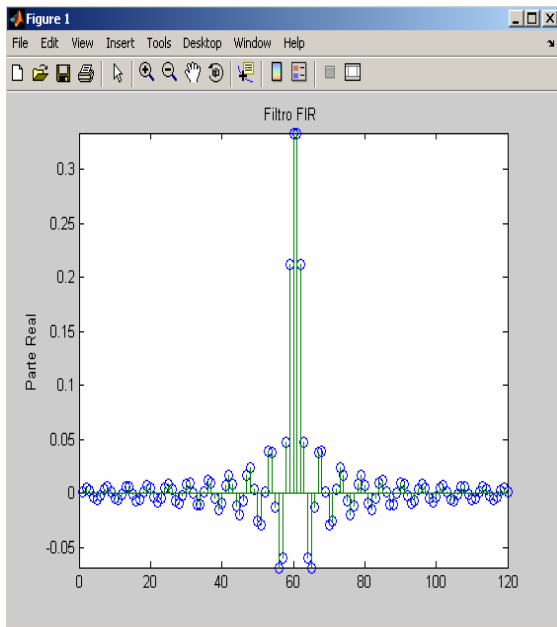 Figure 1
File Edit View Insert Tools Desktop Window Help
Filtro FIR
Parte Real
0.3
0.25
0.2
0.15
0.1
0.05
0
-0.05
0 20 40 60 80 100 120